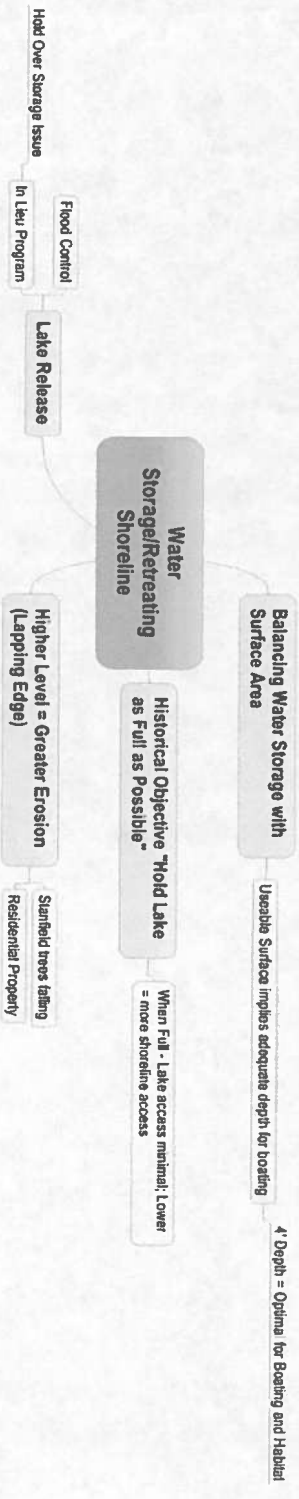 Water
Storage/Retreating
Shoreline
Balancing Water Storage with
Surface Area
Useable Surface implies adequate depth for boating
4' Depth = Optimal for Boating and Habitat
Historical Objective "Hold Lake
as Full as Possible"
When Full - Lake access minimal; Lower
= more shoreline access
Higher Level = Greater Erosion
(Lapping Edge)
Stanfield trees falling
Residential Property
Lake Release
Flood Control
In Lieu Program
Hold Over Storage Issue